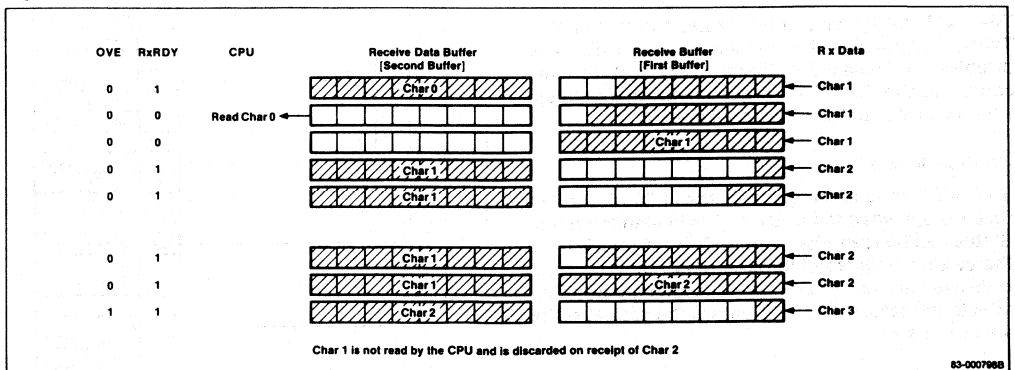 OVE RxRDY CPU Receive Data Buffer Receive Buffer R x Data
[Second Buffer] [First Buffer]
0 1 Char 0 Char 1
0 0 Read Char 0 Char 1
0 0 Char 1 Char 1
0 1 Char 1 Char 2
0 1 Char 1 Char 2
0 1 Char 1 Char 2
0 1 Char 1 Char 2 Char 2
1 1 Char 2 Char 3
Char 1 is not read by the CPU and is discarded on receipt of Char 2
83-000798B